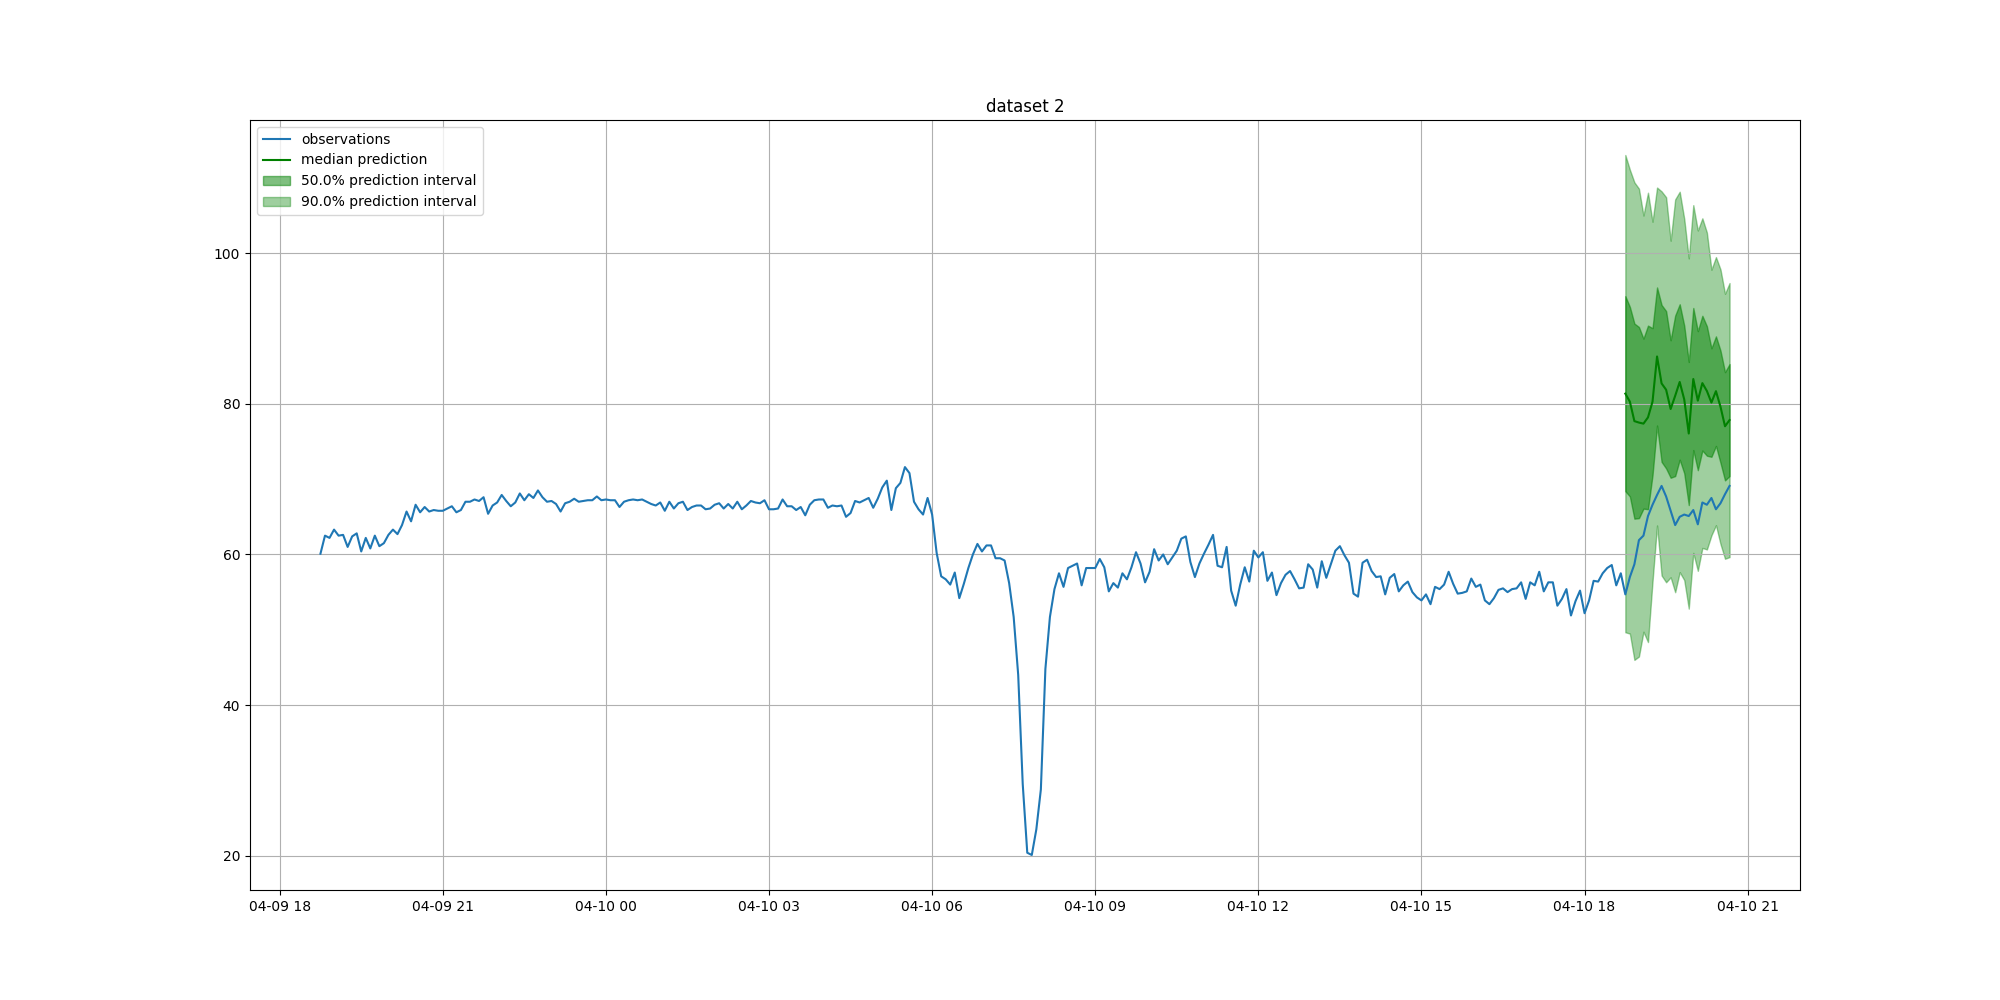 dataset 2
observations
median prediction
50.0% prediction interval
90.0% prediction interval
100
80
60
40
20
04-09 18 04-09 21 04-10 00 04-10 03 04-10 06 04-10 09 04-10 12 04-10 15 04-10 18 04-10 21